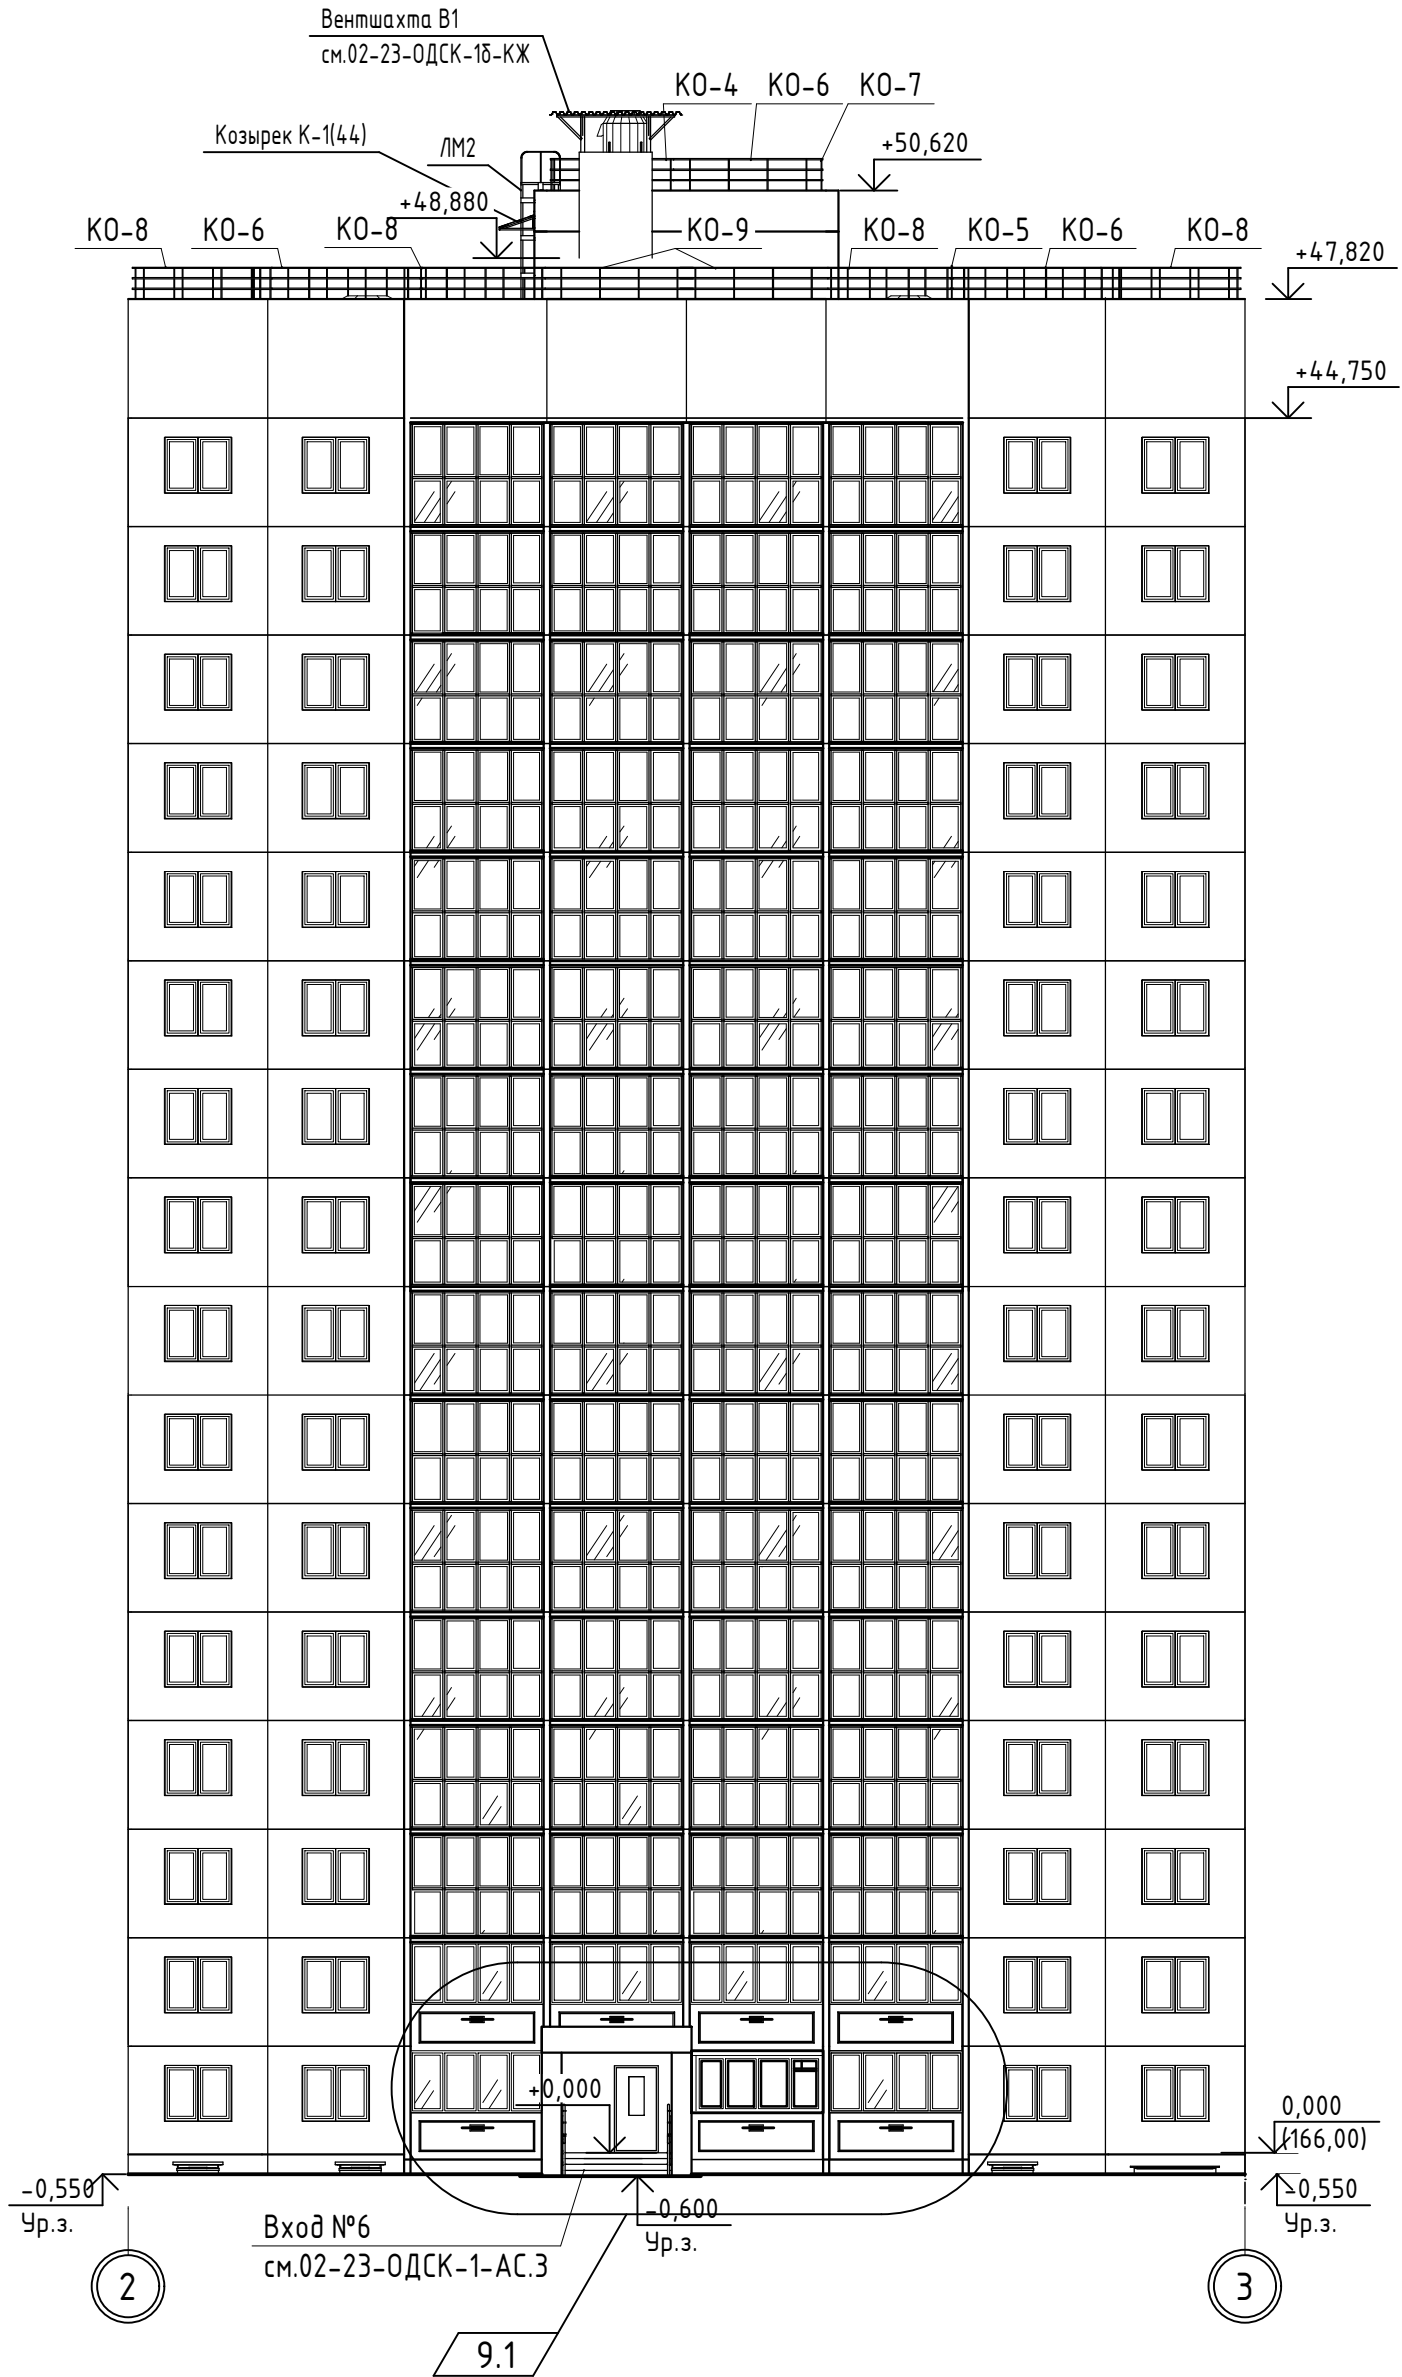 Вентшахта В1
см.02-23-ОДСК-1б-КЖ
КО-4 КО-6 КО-7
Козырек К-1(44)
ЛМ2
+50,620
+48,880
КО-8 КО-6 КО-8 КО-9 КО-8 КО-5 КО-6 КО-8
+47,820
+44,750
+0,000
0,000
(166,00)
-0,550
Ур.з.
-0,600
Ур.з.
-0,550
Ур.з.
Вход №6
см.02-23-ОДСК-1-АС.3
2
3
9.1